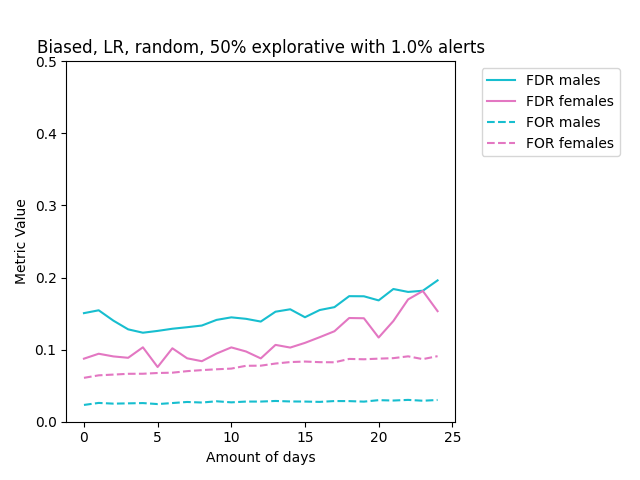 Biased, LR, random, 50% explorative with 1.0% alerts
FDR males
FDR females
FOR males
FOR females
0.5
0.4
0.3
0.2
0.1
0.0
Metric Value
0 5 10 15 20 25
Amount of days